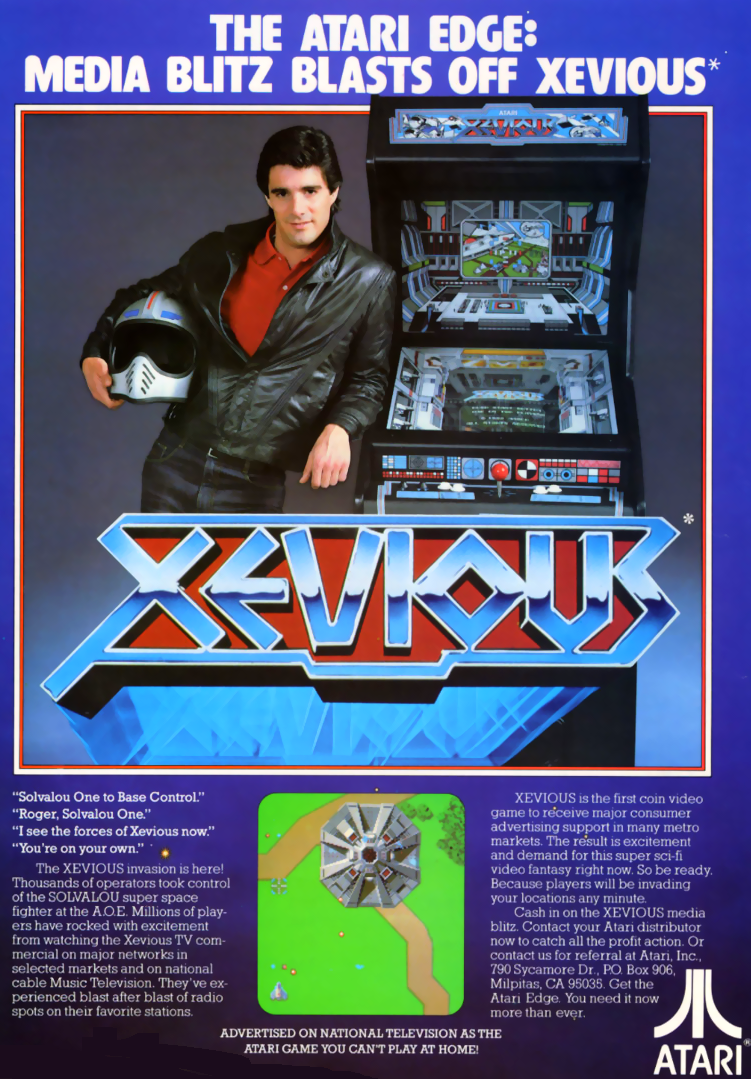 THE ATARI EDGE:
MEDIA BLITZ BLASTS OFF XEVIOUS*
ATARI
XEVIOUS
XEVIOUS*
"Solvalou One to Base Control."
"Roger, Solvalou One."
"I see the forces of Xevious now."
"You're on your own."
The XEVIOUS invasion is here!
Thousands of operators took control
of the SOLVALOU super space
fighter at the A.O.E. Millions of play-
ers have rocked with excitement
from watching the Xevious TV com-
mercial on major networks in
selected markets and on national
cable Music Television. They've ex-
perienced blast after blast of radio
spots on their favorite stations.
XEVIOUS is the first coin video
game to receive major consumer
advertising support in many metro
markets. The result is excitement
and demand for this super sci-fi
video fantasy right now. So be ready.
Because players will be invading
your locations any minute.
Cash in on the XEVIOUS media
blitz. Contact your Atari distributor
now to catch all the profit action. Or
contact us for referral at Atari, Inc.,
790 Sycamore Dr., P.O. Box 906,
Milpitas, CA 95035. Get the
Atari Edge. You need it now
more than ever.
ADVERTISED ON NATIONAL TELEVISION AS THE
ATARI GAME YOU CAN'T PLAY AT HOME!
ATARI®